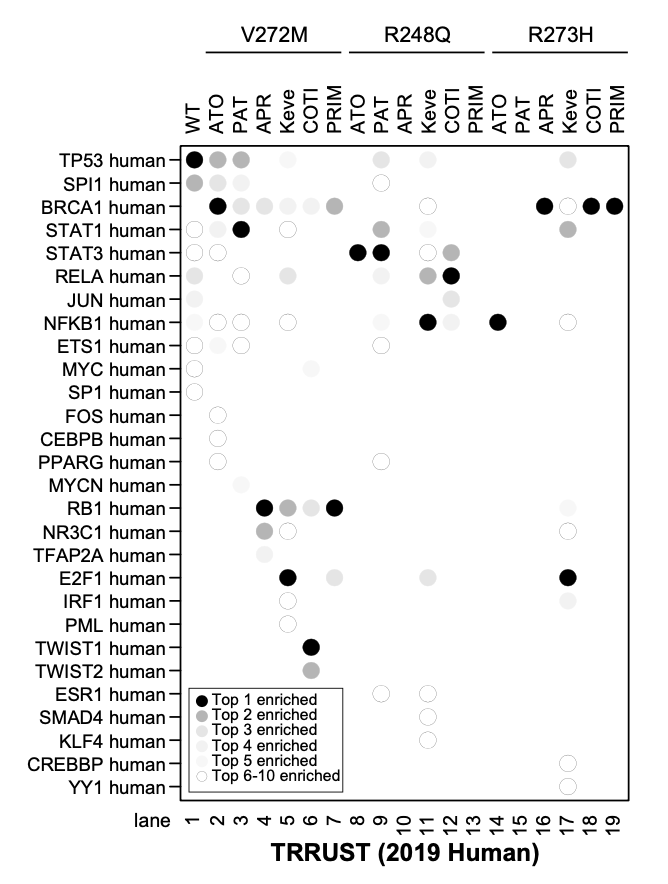 V272M R248Q R273H
WT ATO PAT APR Keve COTI PRIM ATO PAT APR Keve COTI PRIM ATO PAT APR Keve COTI PRIM
TP53 human
SPI1 human
BRCA1 human
STAT1 human
STAT3 human
RELA human
JUN human
NFKB1 human
ETS1 human
MYC human
SP1 human
FOS human
CEBPB human
PPARG human
MYCN human
RB1 human
NR3C1 human
TFAP2A human
E2F1 human
IRF1 human
PML human
TWIST1 human
TWIST2 human
ESR1 human
SMAD4 human
KLF4 human
CREBBP human
YY1 human
Top 1 enriched
Top 2 enriched
Top 3 enriched
Top 4 enriched
Top 5 enriched
Top 6-10 enriched
lane 1 2 3 4 5 6 7 8 9 10 11 12 13 14 15 16 17 18 19
TRRUST (2019 Human)